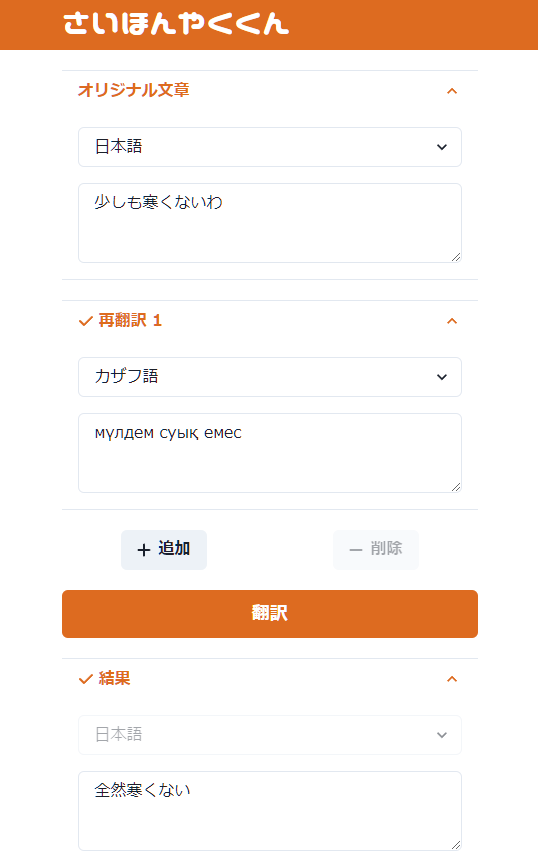 さいほんやくくん
オリジナル文章
日本語
少しも寒くないわ
再翻訳 1
カザフ語
мүлдем суық емес
追加
削除
翻訳
結果
日本語
全然寒くない